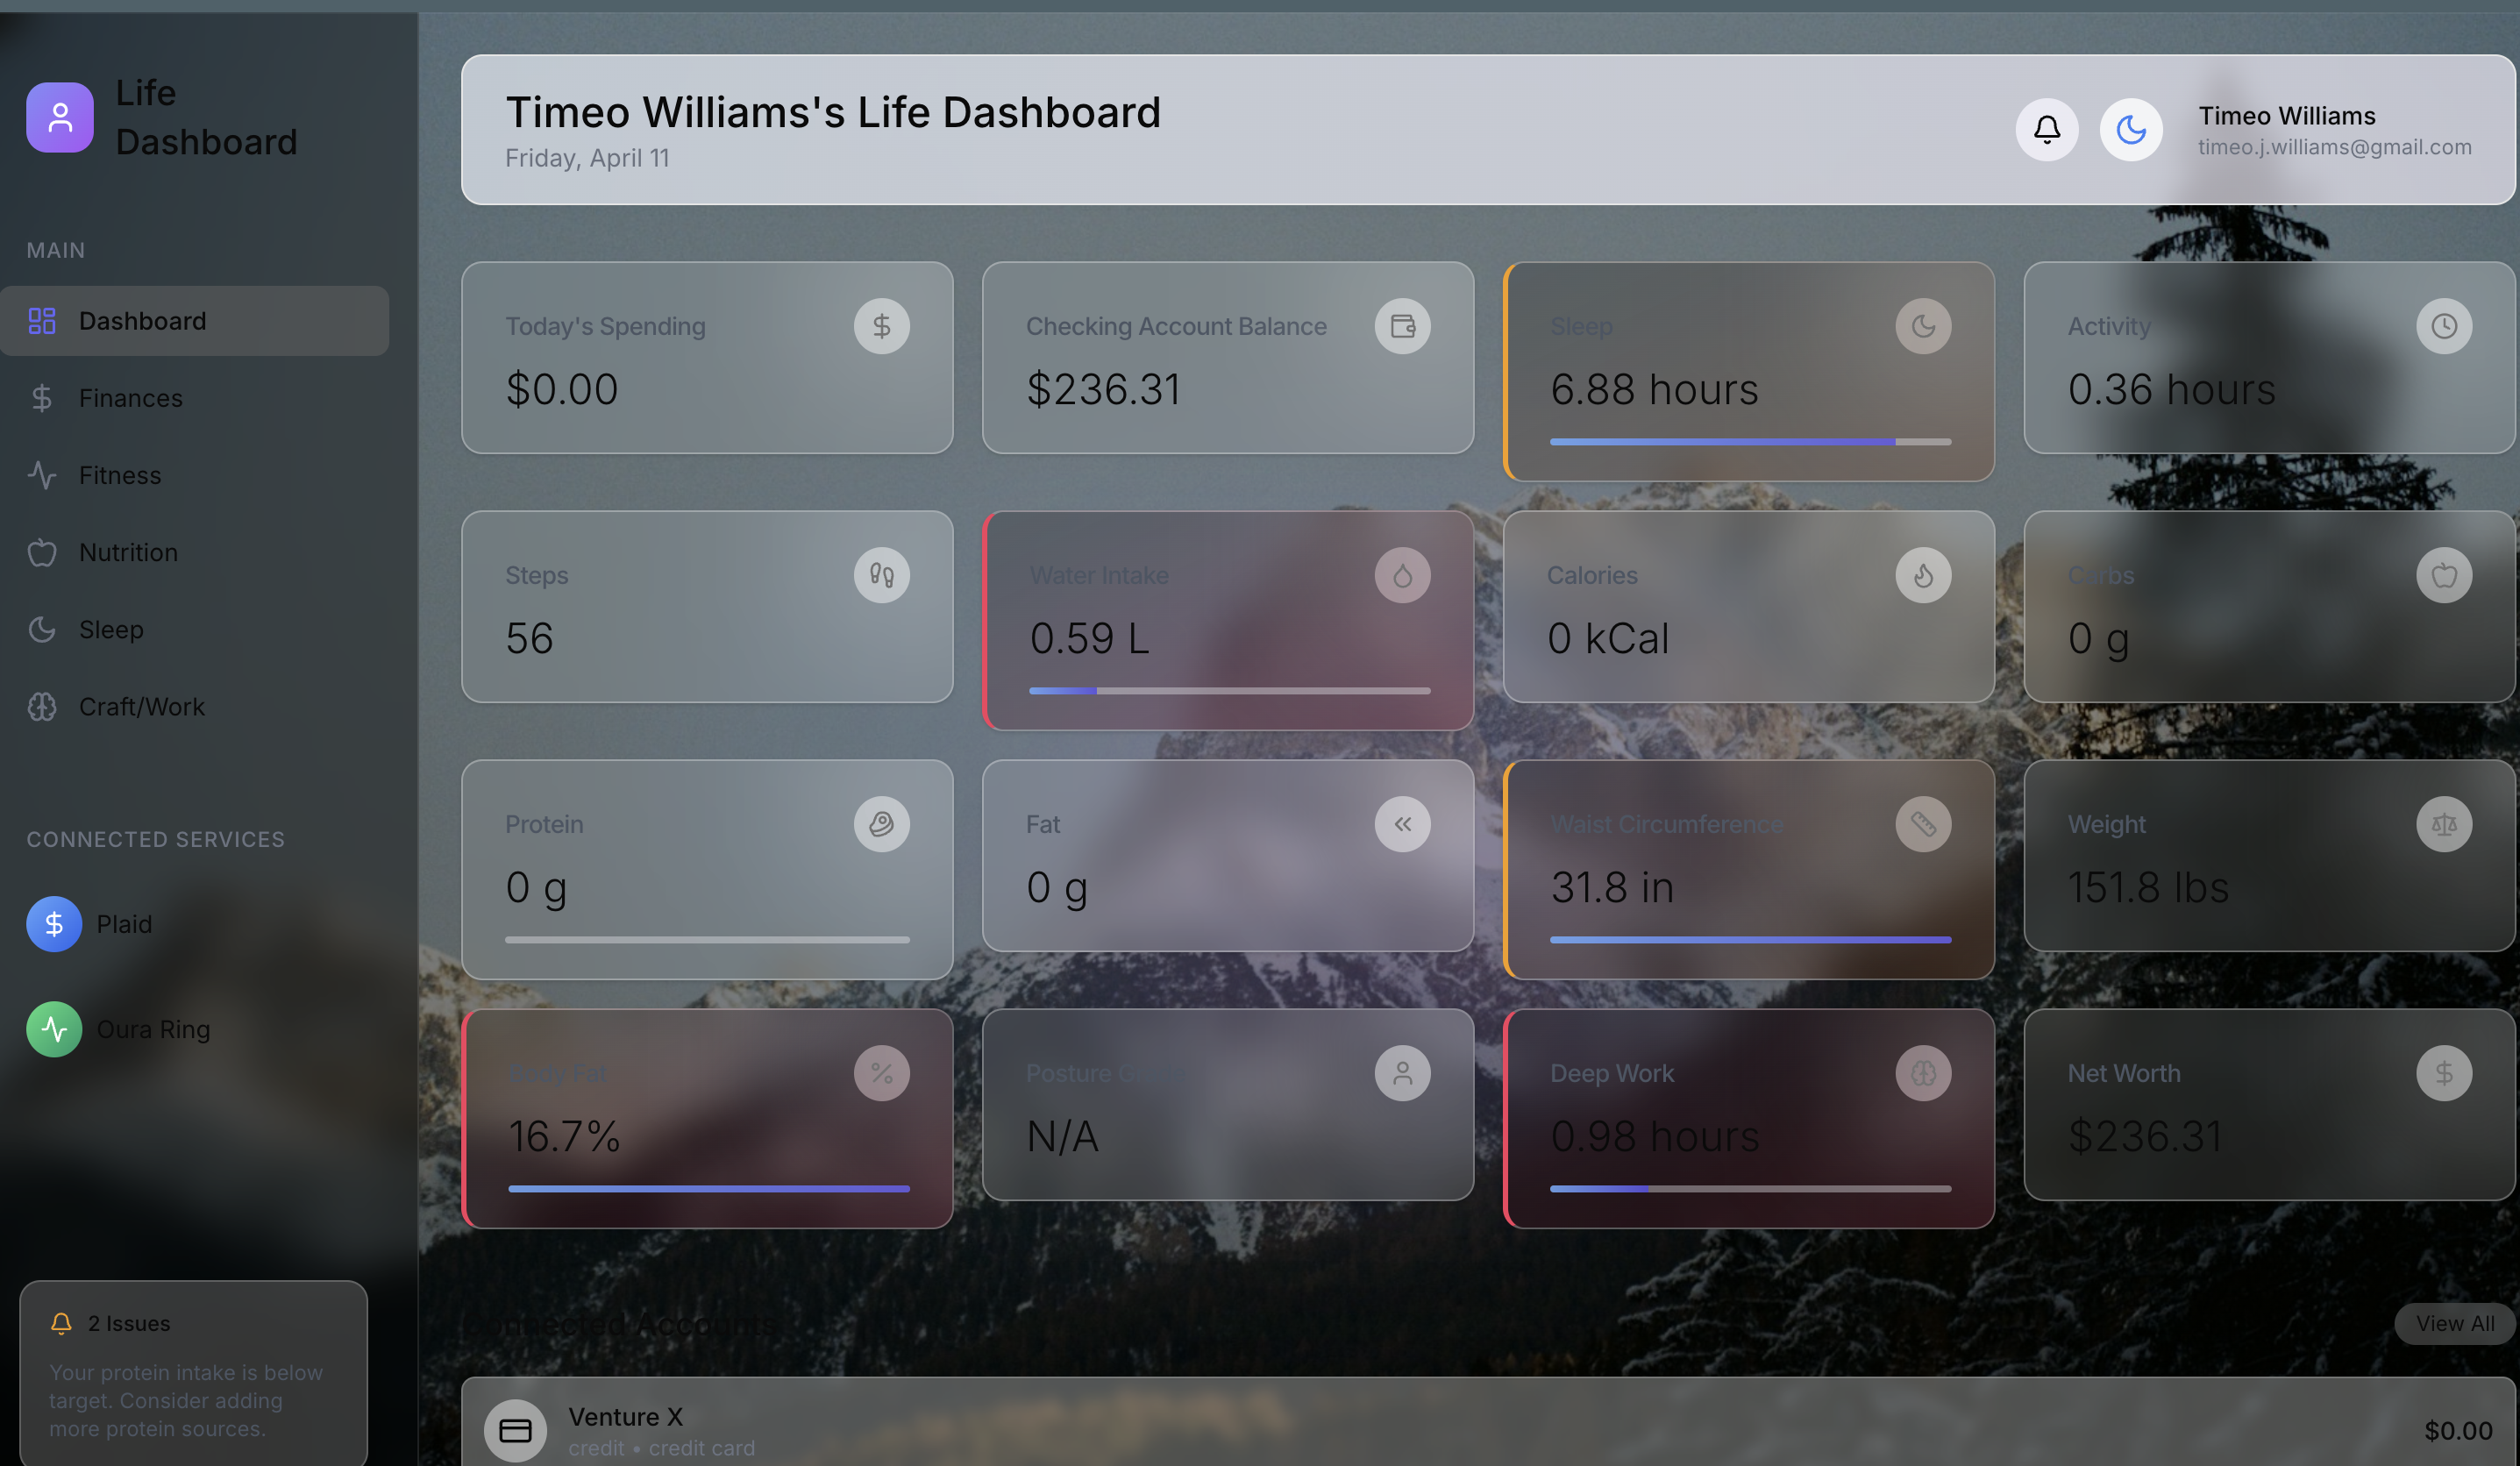 Life
Dashboard
MAIN
Dashboard
Finances
Fitness
Nutrition
Sleep
Craft/Work
CONNECTED SERVICES
Plaid
Oura Ring
2 Issues
Your protein intake is below
target. Consider adding
more protein sources.
Timeo Williams's Life Dashboard
Friday, April 11
Timeo Williams
timeo.j.williams@gmail.com
Today's Spending
$0.00
Checking Account Balance
$236.31
Sleep
6.88 hours
Activity
0.36 hours
Steps
56
Water Intake
0.59 L
Calories
0 kCal
Carbs
0 g
Protein
0 g
Fat
0 g
Waist Circumference
31.8 in
Weight
151.8 lbs
Body Fat
16.7%
Posture
N/A
Deep Work
0.98 hours
Net Worth
$236.31
Connected Accounts
View All
Venture X
credit • credit card
$0.00